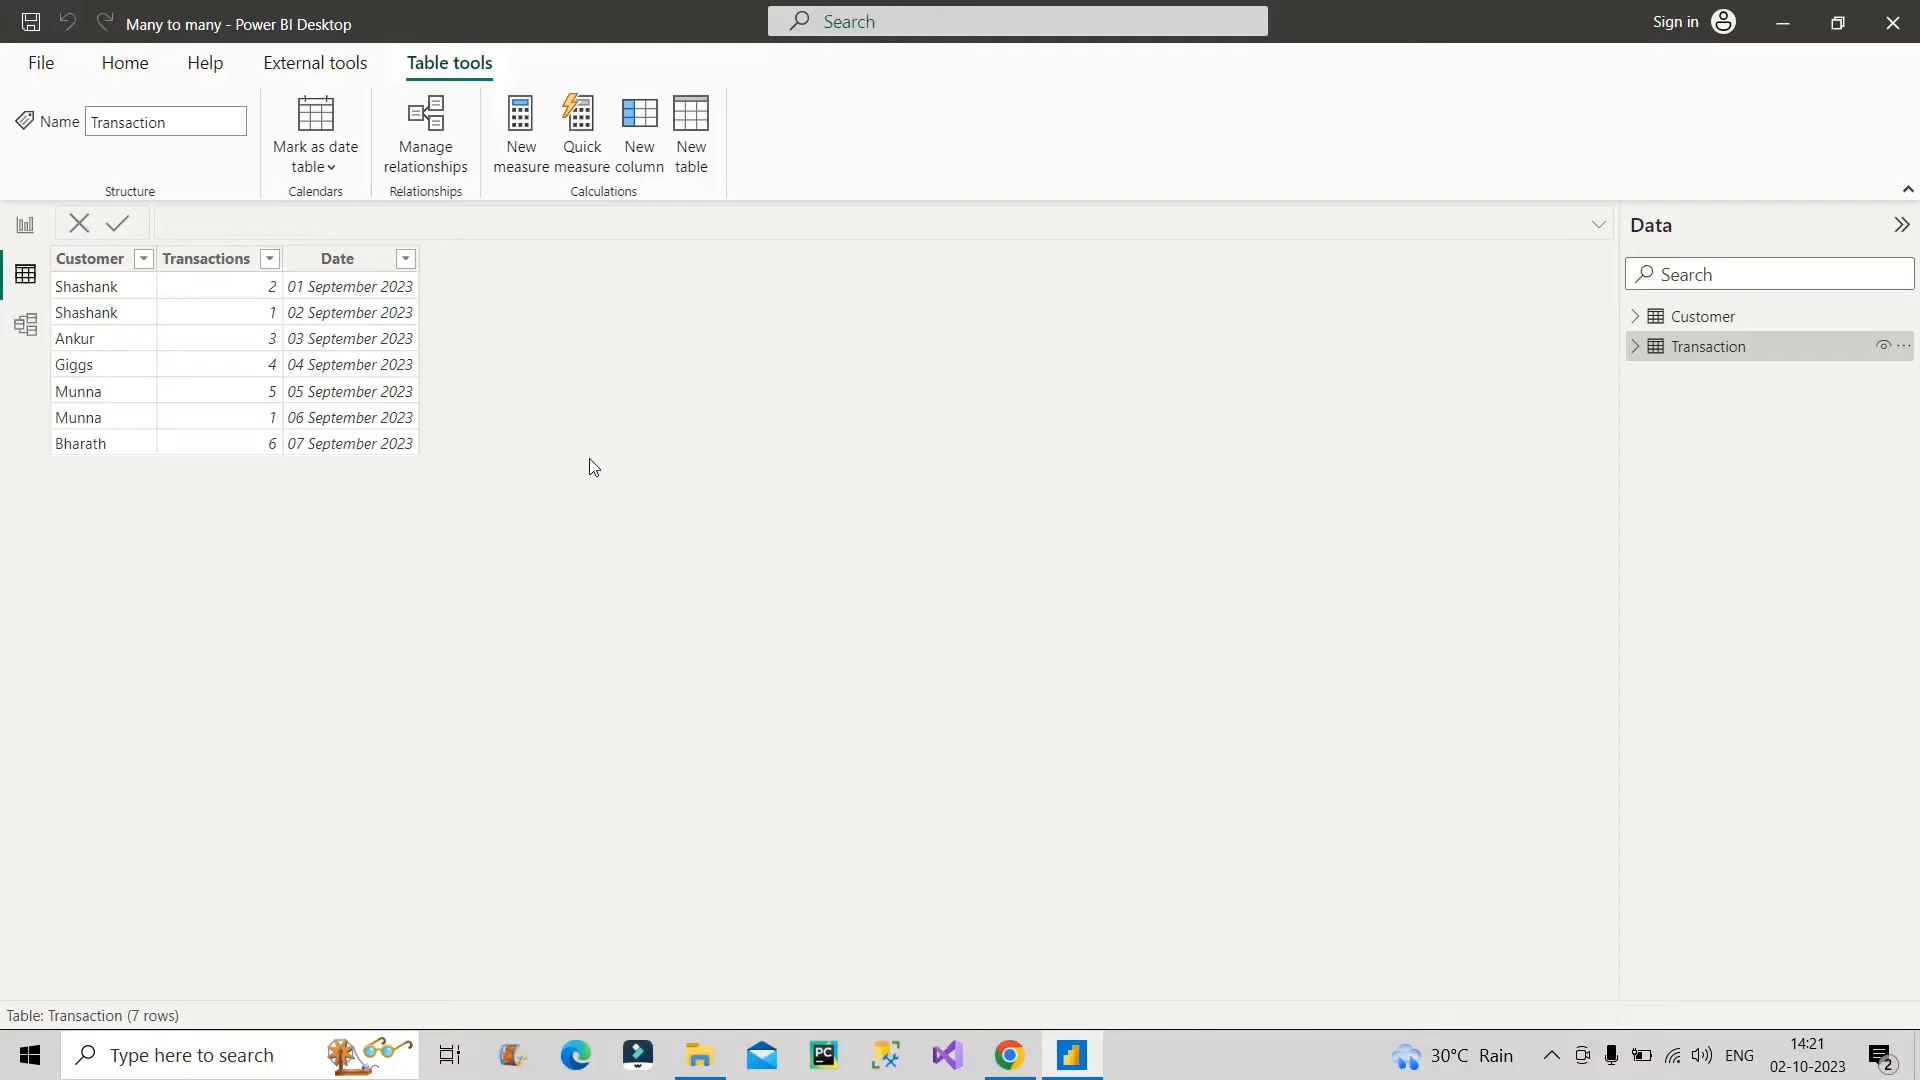 Many to many - Power BI Desktop
Search
Sign in
File Home Help External tools Table tools
Name Transaction
Mark as date table
Manage relationships
New measure
Quick measure
New column
New table
Structure Calendars Relationships Calculations
Data
Search
Customer
Transaction
Customer Transactions Date
Shashank 2 01 September 2023
Shashank 1 02 September 2023
Ankur 3 03 September 2023
Giggs 4 04 September 2023
Munna 5 05 September 2023
Munna 1 06 September 2023
Bharath 6 07 September 2023
Table: Transaction (7 rows)
Type here to search
PC
30°C Rain
ENG
14:21
02-10-2023
2